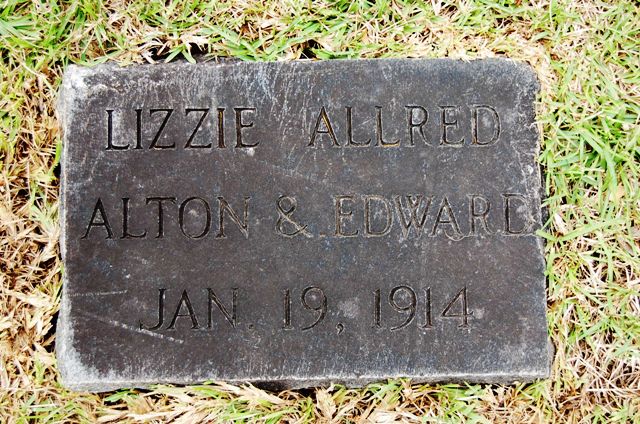 LIZZIE ALLRED
ALTON & EDWARD
JAN. 19, 1914